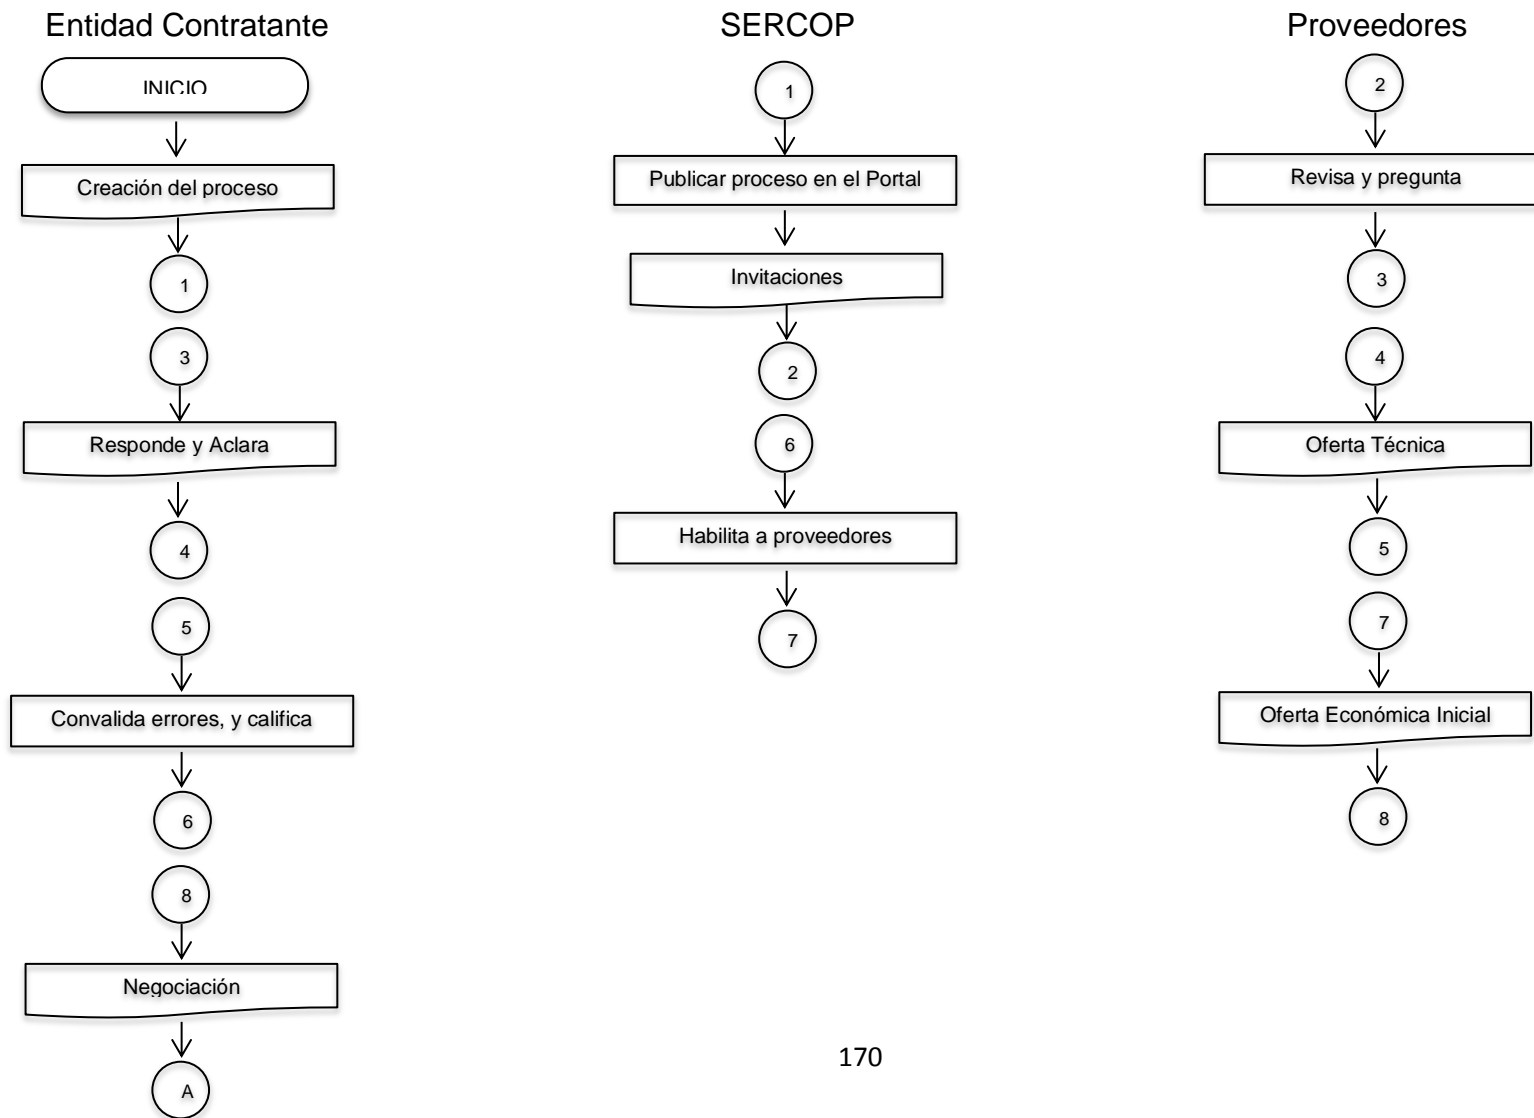 Entidad Contratante
INICIO
Creación del proceso
1
3
Responde y Aclara
4
5
Convalida errores, y califica
6
8
Negociación
A
SERCOP
1
Publicar proceso en el Portal
Invitaciones
2
6
Habilita a proveedores
7
Proveedores
2
Revisa y pregunta
3
4
Oferta Técnica
5
7
Oferta Económica Inicial
8
170